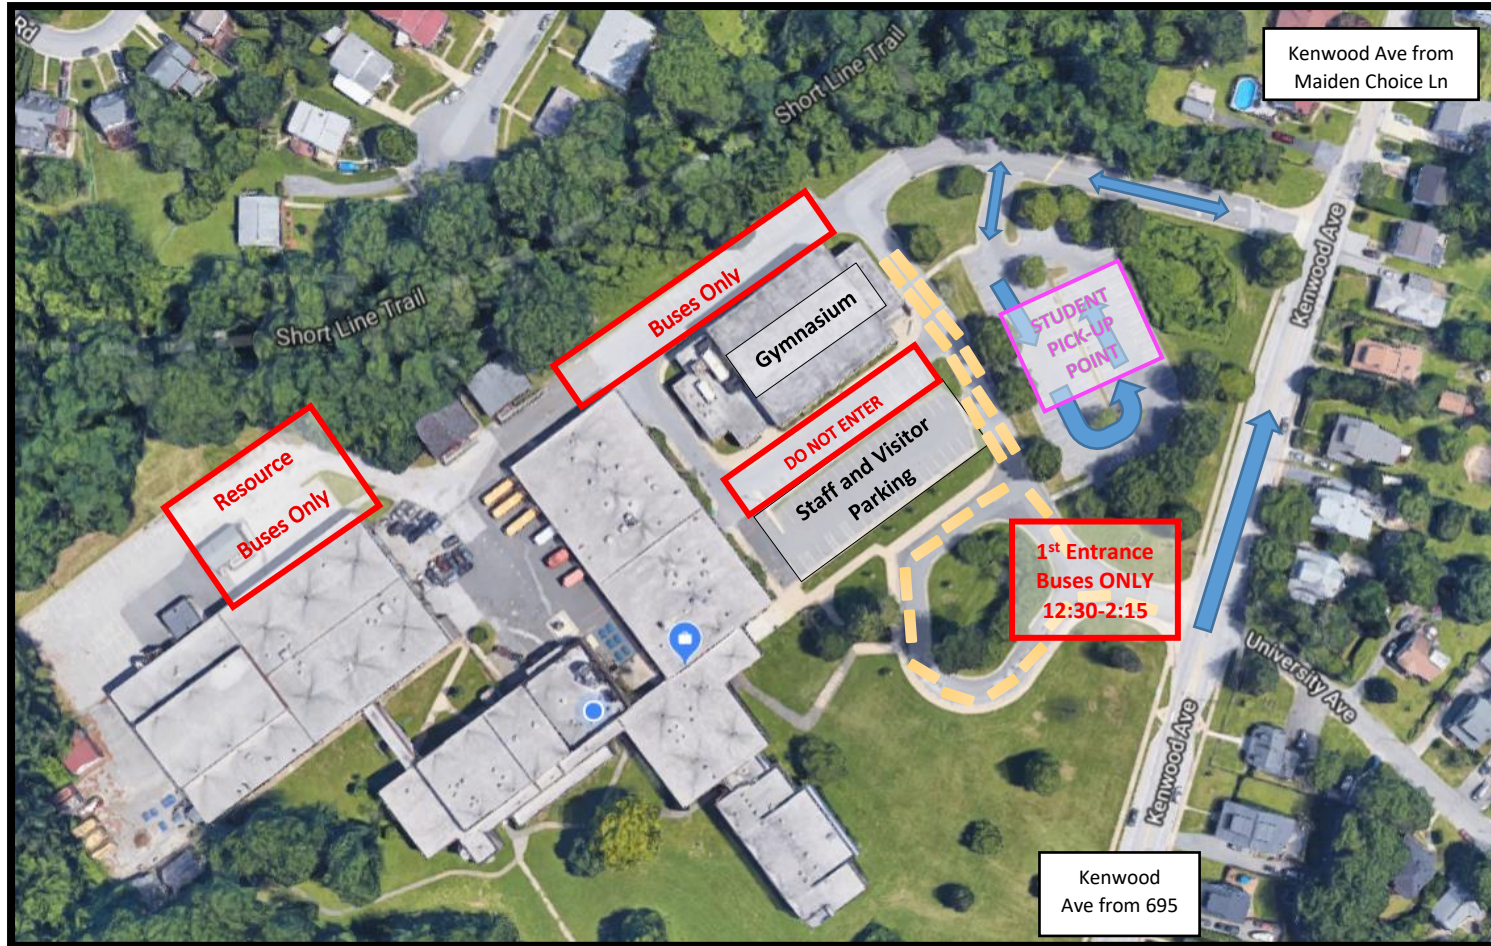 Rd
Kenwood Ave from
Maiden Choice Ln
Short Line Trail
Kenwood Ave
Buses Only
STUDENT
PICK-UP
POINT
Short Line Trail
Gymnasium
DO NOT ENTER
Staff and Visitor
Parking
Resource
Buses Only
1st Entrance
Buses ONLY
12:30-2:15
University Ave
Kenwood Ave
Kenwood
Ave from 695